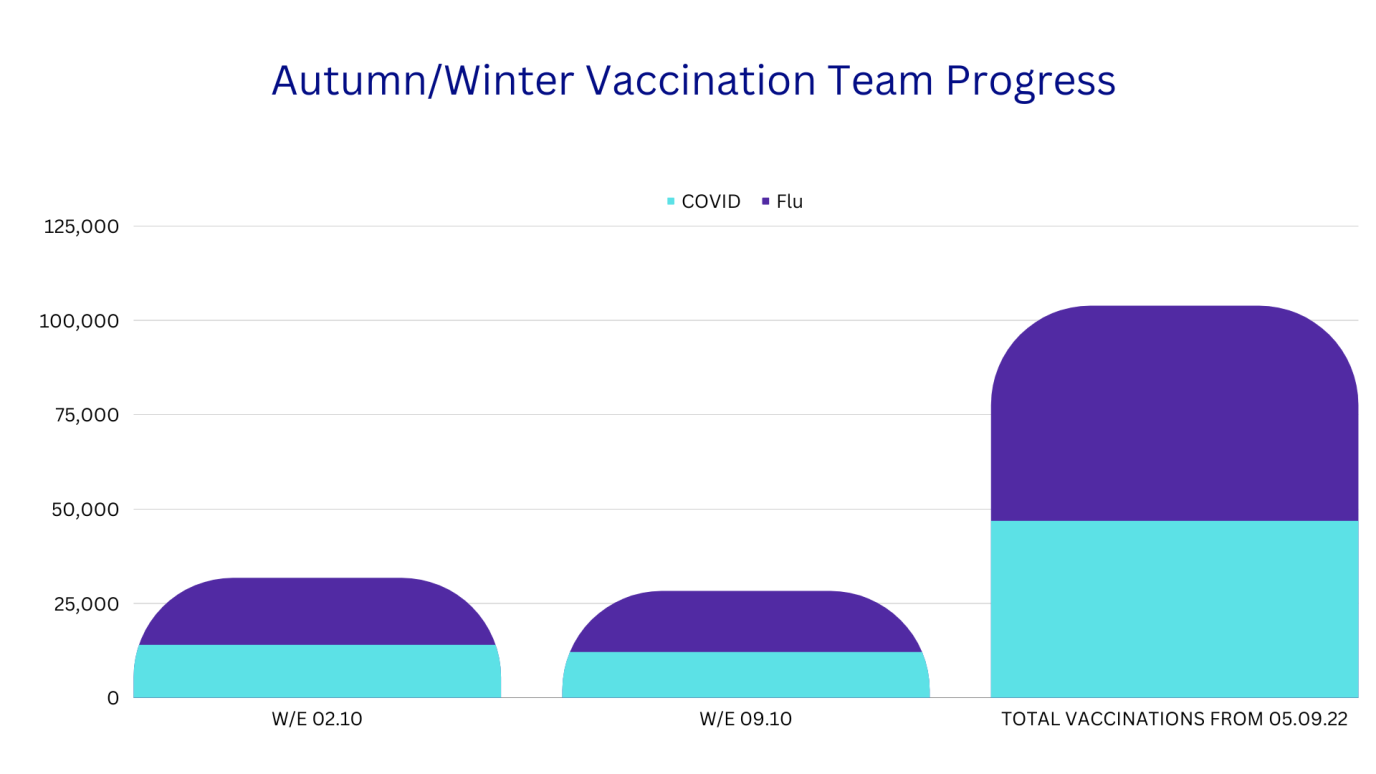 Autumn/Winter Vaccination Team Progress
COVID Flu
125,000
100,000
75,000
50,000
25,000
0
W/E 02.10 W/E 09.10 TOTAL VACCINATIONS FROM 05.09.22